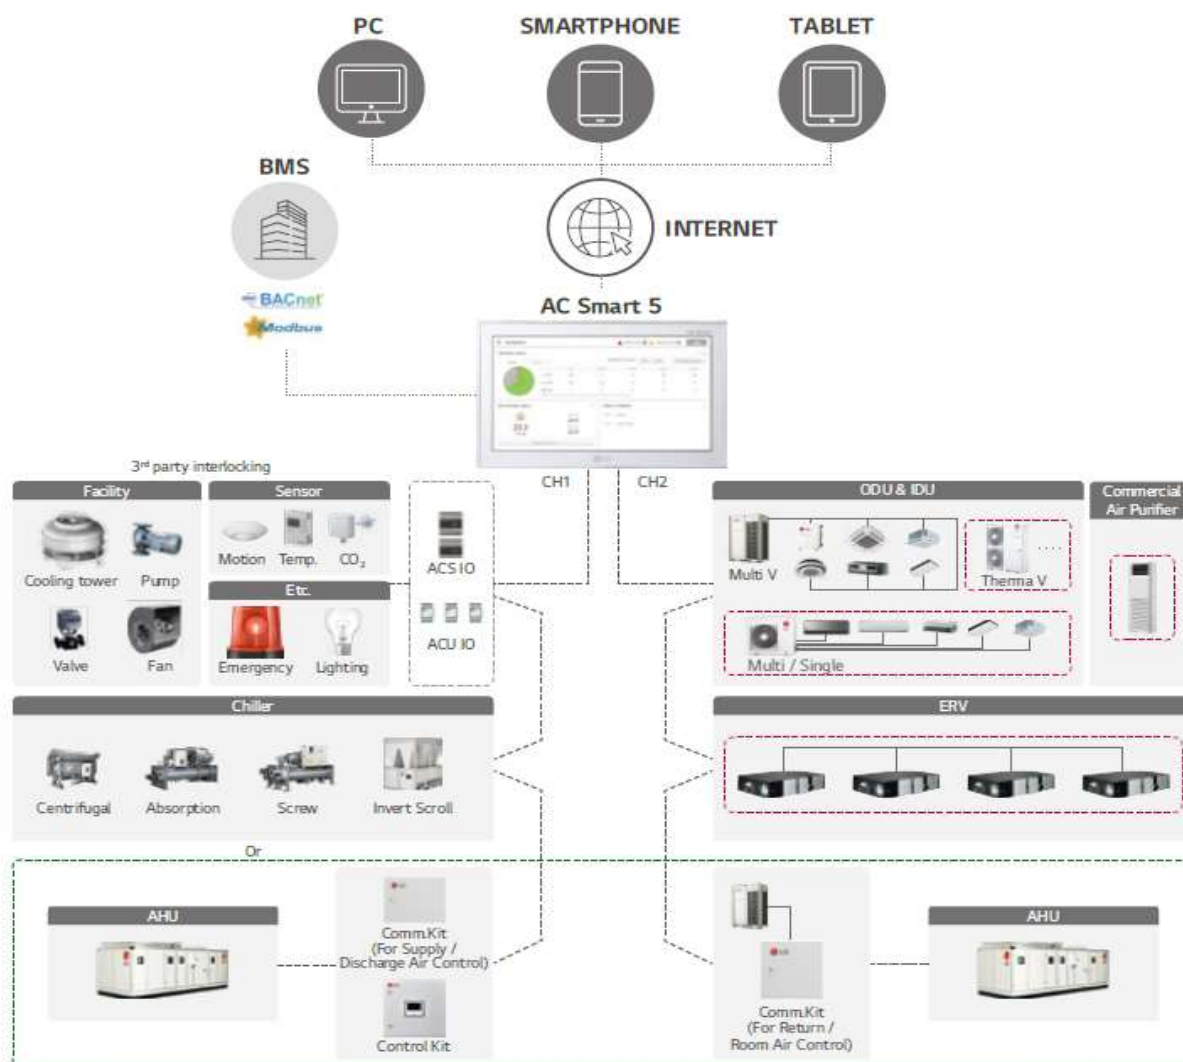 PC
SMARTPHONE
TABLET
BMS
INTERNET
BACnet
Modbus
AC Smart 5
3rd party interlocking
CH1
CH2
Facility
Sensor
ODU & IDU
Commercial
Air Purifier
Cooling tower
Pump
Motion
Temp.
CO₂
ACS IO
Multi V
Therma V
Etc.
Valve
Fan
Emergency
Lighting
ACU IO
Multi / Single
Chiller
ERV
Centrifugal
Absorption
Screw
Invert Scroll
Or
AHU
Comm.Kit
(For Supply /
Discharge Air Control)
Control Kit
LG
Comm.Kit
(For Return /
Room Air Control)
AHU